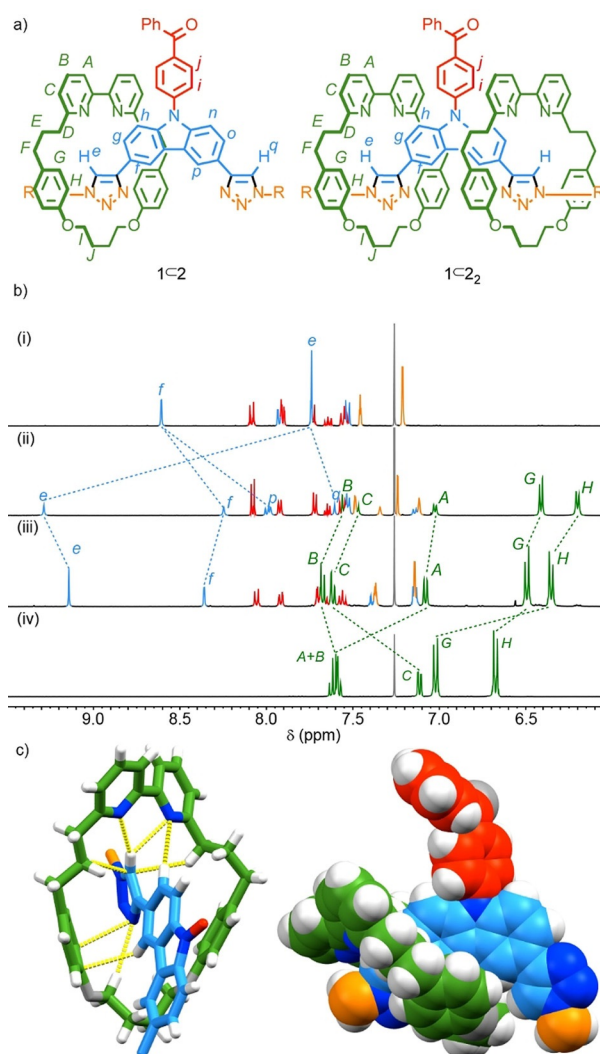 a)
Ph O
Ph O
B A
j
B A
j
C
i
C
i
N N
N N
N N N N
E
D
h
N
n
E
D
h
N
F
g
o
F
e
g
G
e
H
q
H
G
H
H
f
p
H
f
H
R N
N-R
R N
N R
N=N
N=N
N=N
N=N
O
O
O
O
O
O
I
I
J
J
1⊂2
1⊂2₂
b)
(i)
e
f
(ii)
e
f
p
q
B
C
A
G
H
(iii)
e
f
B
C
A
G
H
(iv)
A+B
C
G
H
9.0 8.5 8.0 7.5 7.0 6.5
δ (ppm)
c)